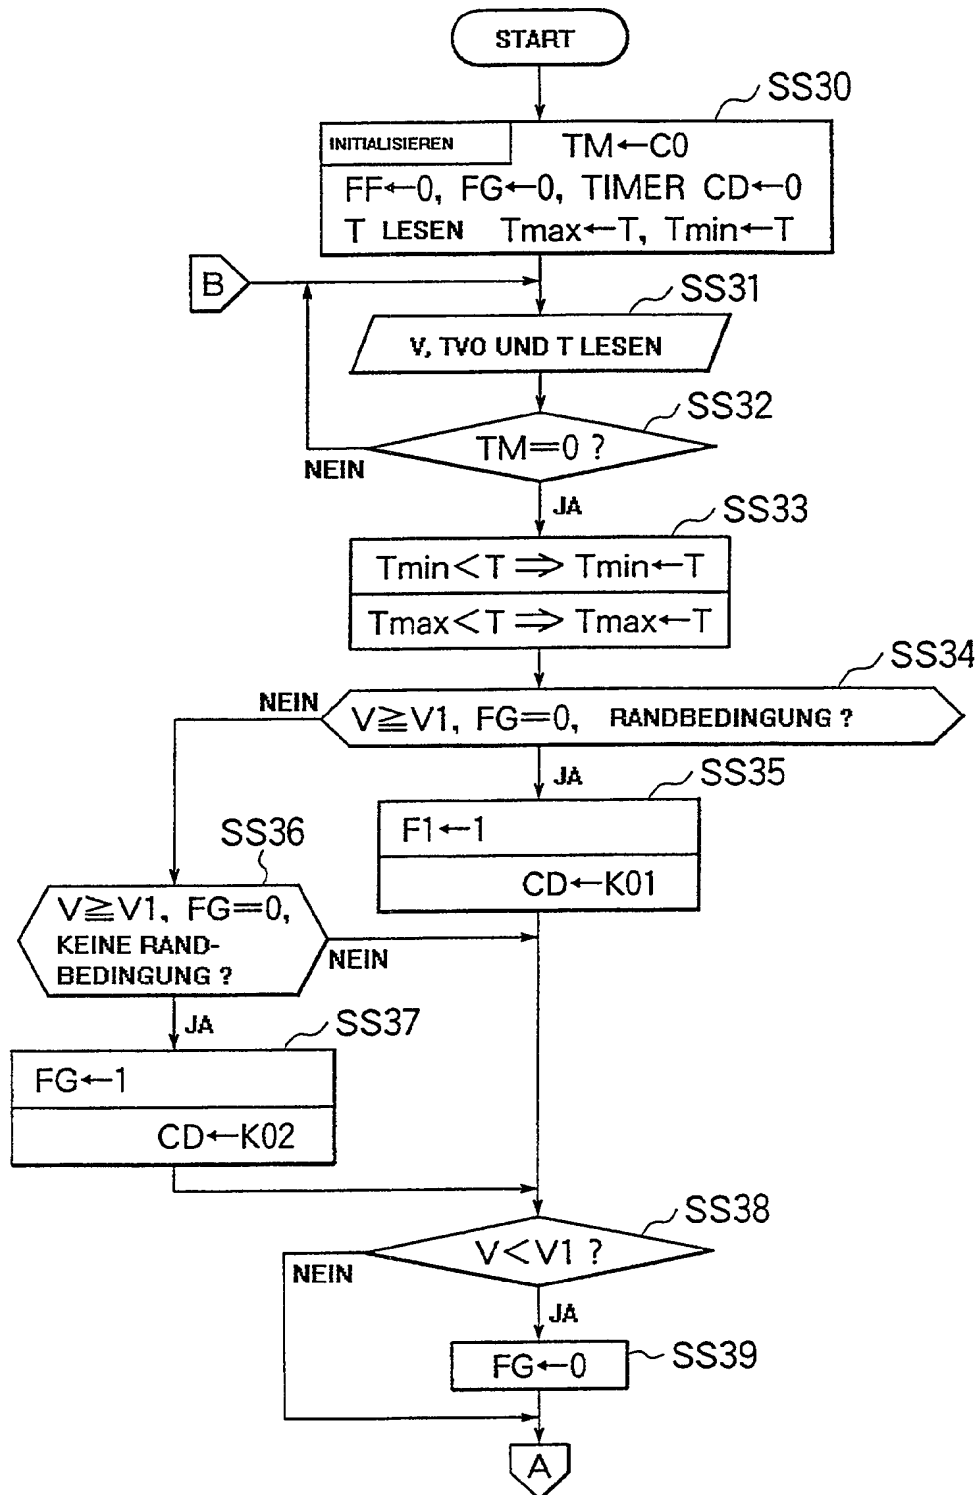 START
SS30
INITIALISIEREN TM←C0
FF←0, FG←0, TIMER CD←0
T LESEN Tmax←T, Tmin←T
B
SS31
V, TVO UND T LESEN
SS32
TM=0 ?
NEIN
JA
SS33
Tmin<T ⇒ Tmin←T
Tmax<T ⇒ Tmax←T
SS34
NEIN
V≧V1, FG=0, RANDBEDINGUNG ?
JA
SS35
F1←1
CD←K01
SS36
V≧V1, FG=0,
KEINE RAND-
BEDINGUNG ?
NEIN
JA
SS37
FG←1
CD←K02
SS38
V<V1 ?
NEIN
JA
SS39
FG←0
A